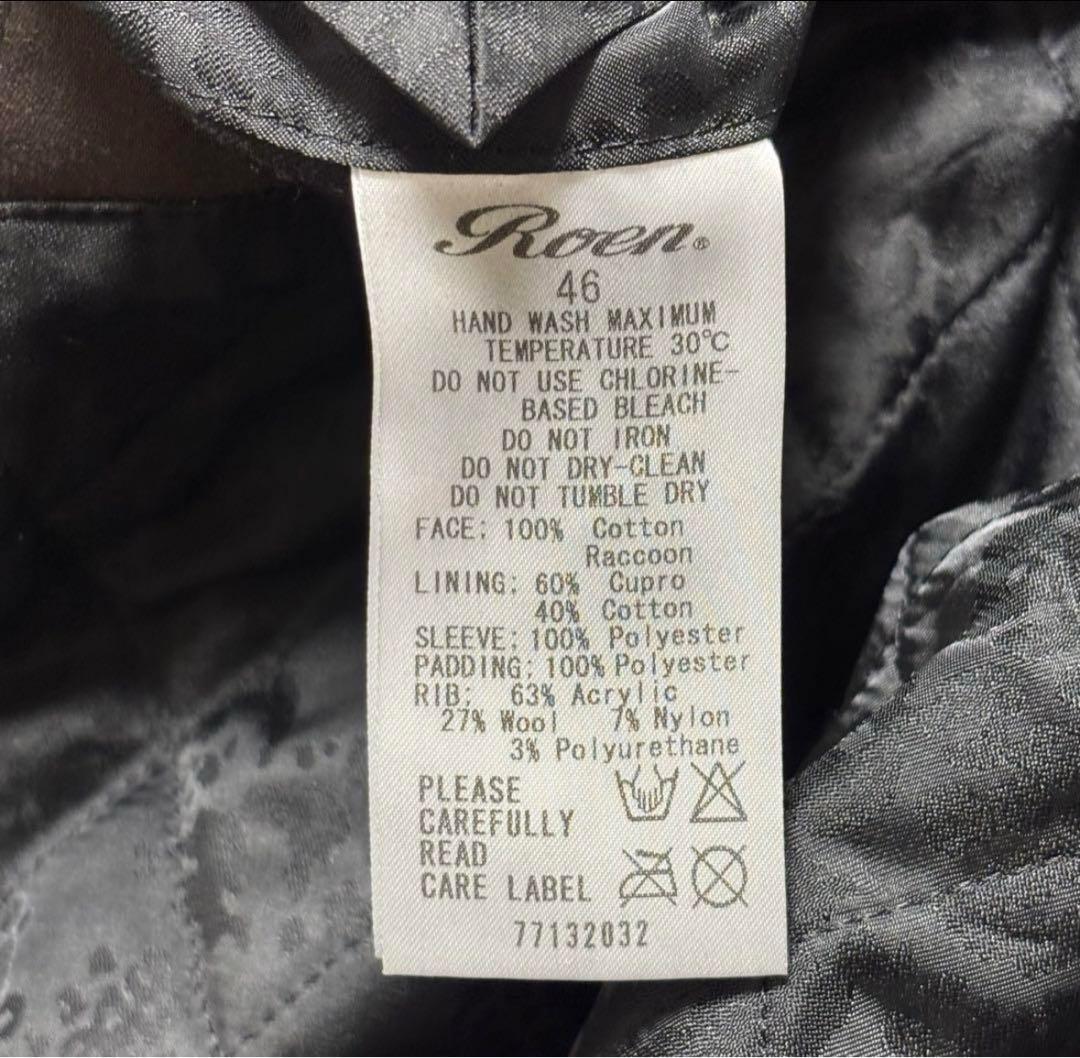 Roen®
46
HAND WASH MAXIMUM
TEMPERATURE 30℃
DO NOT USE CHLORINE-
BASED BLEACH
DO NOT IRON
DO NOT DRY-CLEAN
DO NOT TUMBLE DRY
FACE: 100% Cotton
Raccoon
LINING: 60% Cupro
40% Cotton
SLEEVE: 100% Polyester
PADDING: 100% Polyester
RIB: 63% Acrylic
27% Wool 7% Nylon
3% Polyurethane
PLEASE
CAREFULLY
READ
CARE LABEL
77132032